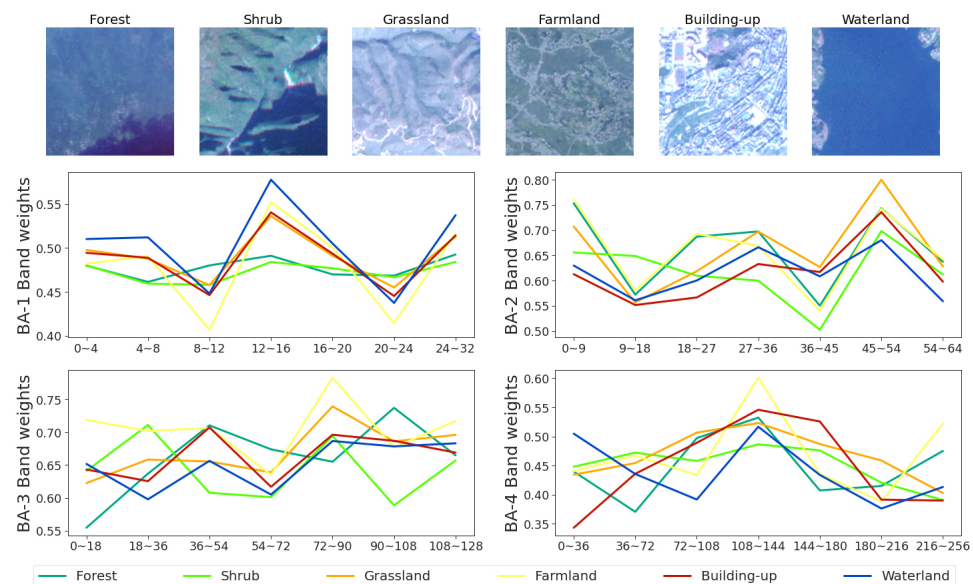 Forest Shrub Grassland Farmland Building-up Waterland
BA-1 Band weights
0.55
0.50
0.45
0.40
0~4 4~8 8~12 12~16 16~20 20~24 24~32
BA-2 Band weights
0.80
0.75
0.70
0.65
0.60
0.55
0.50
0~9 9~18 18~27 27~36 36~45 45~54 54~64
BA-3 Band weights
0.75
0.70
0.65
0.60
0.55
0~18 18~36 36~54 54~72 72~90 90~108 108~128
BA-4 Band weights
0.60
0.55
0.50
0.45
0.40
0.35
0~36 36~72 72~108 108~144 144~180 180~216 216~256
Forest Shrub Grassland Farmland Building-up Waterland